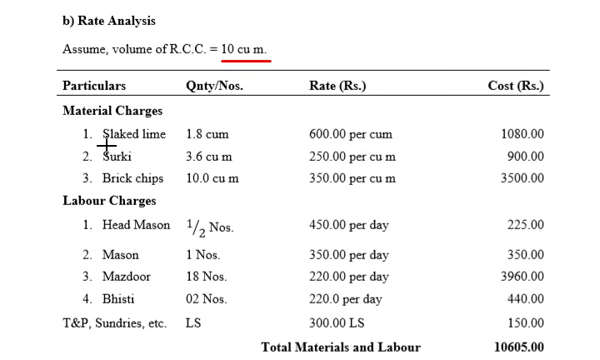 b) Rate Analysis
Assume, volume of R.C.C. = 10 cu m.
Particulars Qnty/Nos. Rate (Rs.) Cost (Rs.)
Material Charges
1. Slaked lime 1.8 cum 600.00 per cum 1080.00
2. Surki 3.6 cu m 250.00 per cu m 900.00
3. Brick chips 10.0 cu m 350.00 per cu m 3500.00
Labour Charges
1. Head Mason 1/2 Nos. 450.00 per day 225.00
2. Mason 1 Nos. 350.00 per day 350.00
3. Mazdoor 18 Nos. 220.00 per day 3960.00
4. Bhisti 02 Nos. 220.0 per day 440.00
T&P, Sundries, etc. LS 300.00 LS 150.00
Total Materials and Labour 10605.00